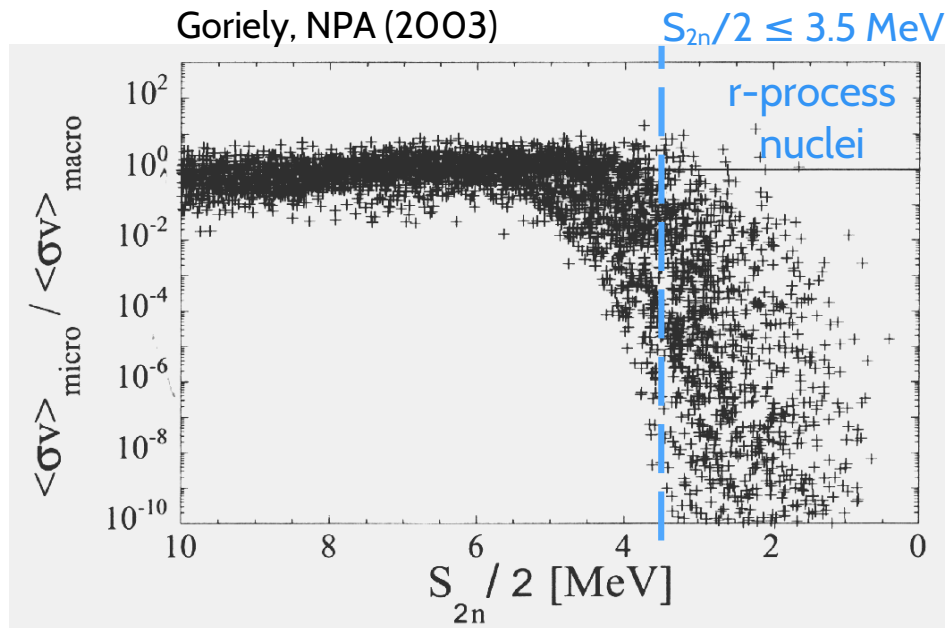 Goriely, NPA (2003)
S₂ₙ/2 ≤ 3.5 MeV
r-process
nuclei
10²
10⁰
10⁻²
10⁻⁴
10⁻⁶
10⁻⁸
10⁻¹⁰
<σv> micro / <σv> macro
10 8 6 4 2 0
S₂ₙ/2 [MeV]